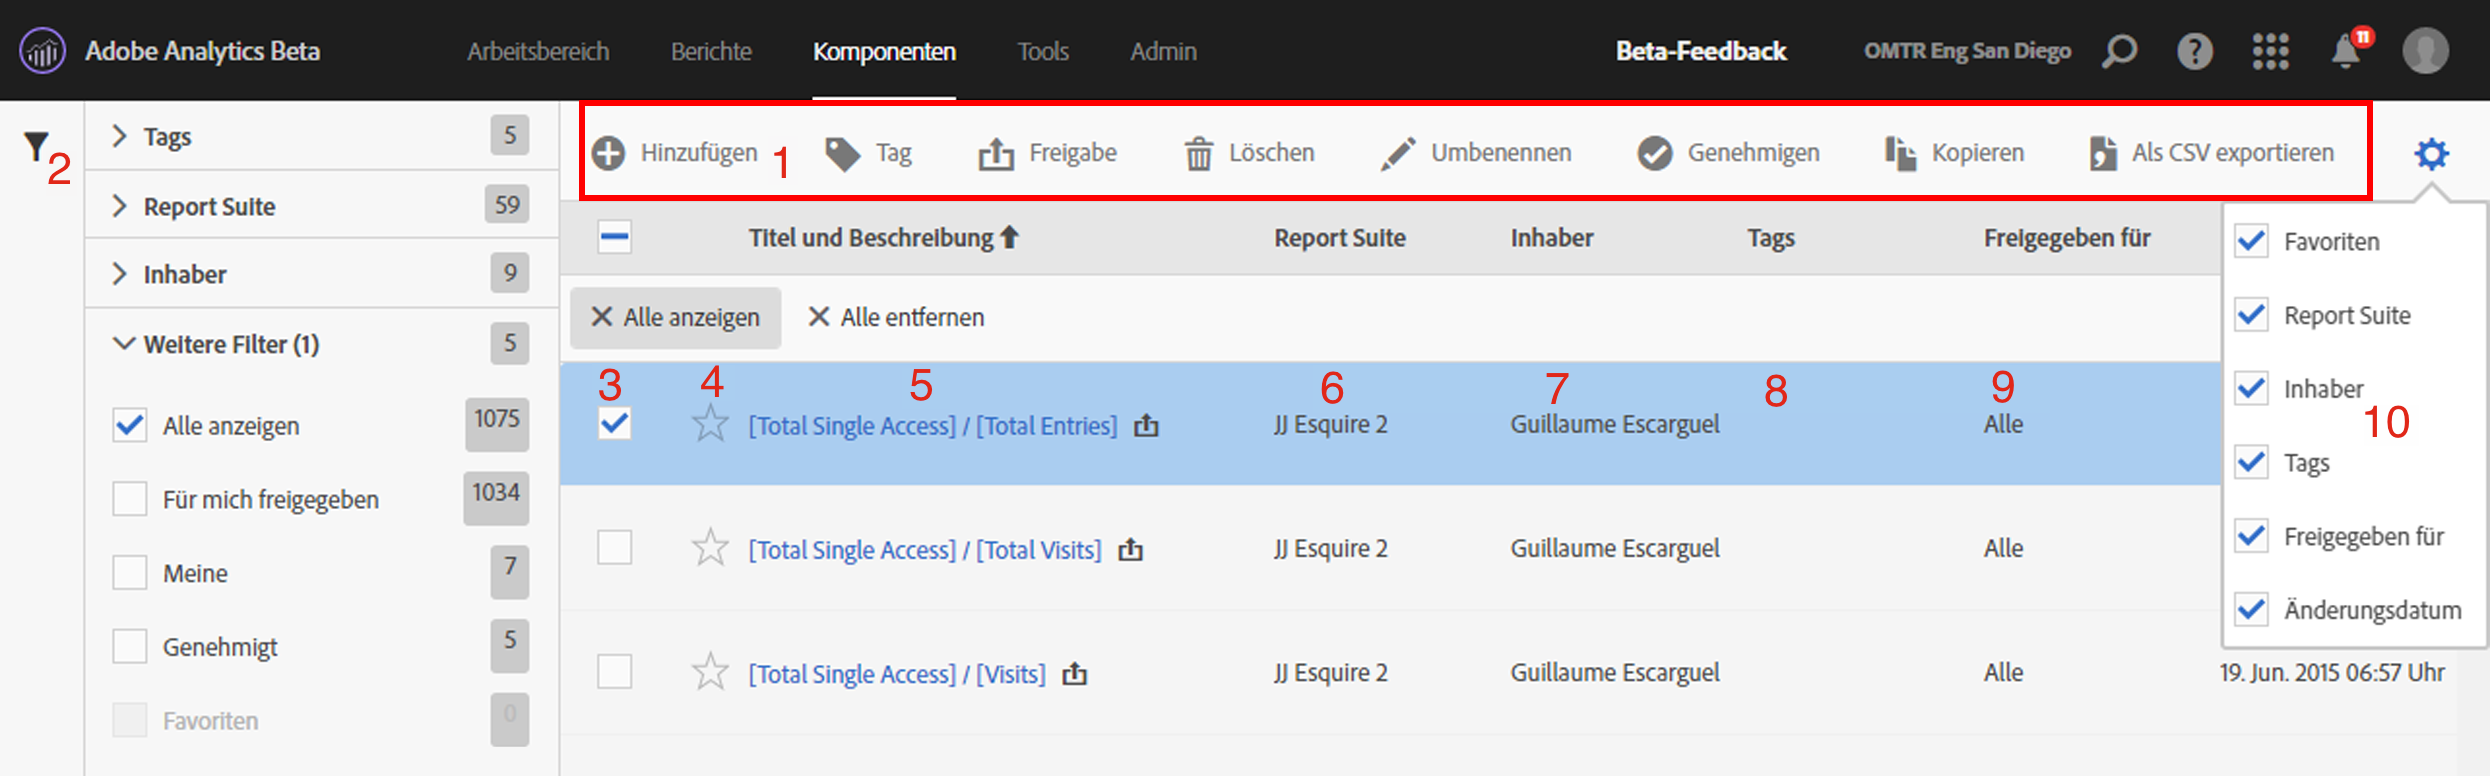 Adobe Analytics Beta Arbeitsbereich Berichte Komponenten Tools Admin Beta-Feedback OMTR Eng San Diego ? 11
2
Tags 5
Report Suite 59
Inhaber 9
Weitere Filter (1) 5
Alle anzeigen 1075
Für mich freigegeben 1034
Meine 7
Genehmigt 5
Favoriten 0
Hinzufügen 1 Tag Freigabe Löschen Umbenennen Genehmigen Kopieren Als CSV exportieren
Titel und Beschreibung Report Suite Inhaber Tags Freigegeben für
Alle anzeigen Alle entfernen
3 4 5 6 7 8 9
[Total Single Access] / [Total Entries] JJ Esquire 2 Guillaume Escarguel Alle
[Total Single Access] / [Total Visits] JJ Esquire 2 Guillaume Escarguel Alle
[Total Single Access] / [Visits] JJ Esquire 2 Guillaume Escarguel Alle 19. Jun. 2015 06:57 Uhr
Favoriten
Report Suite
Inhaber
10
Tags
Freigegeben für
Änderungsdatum